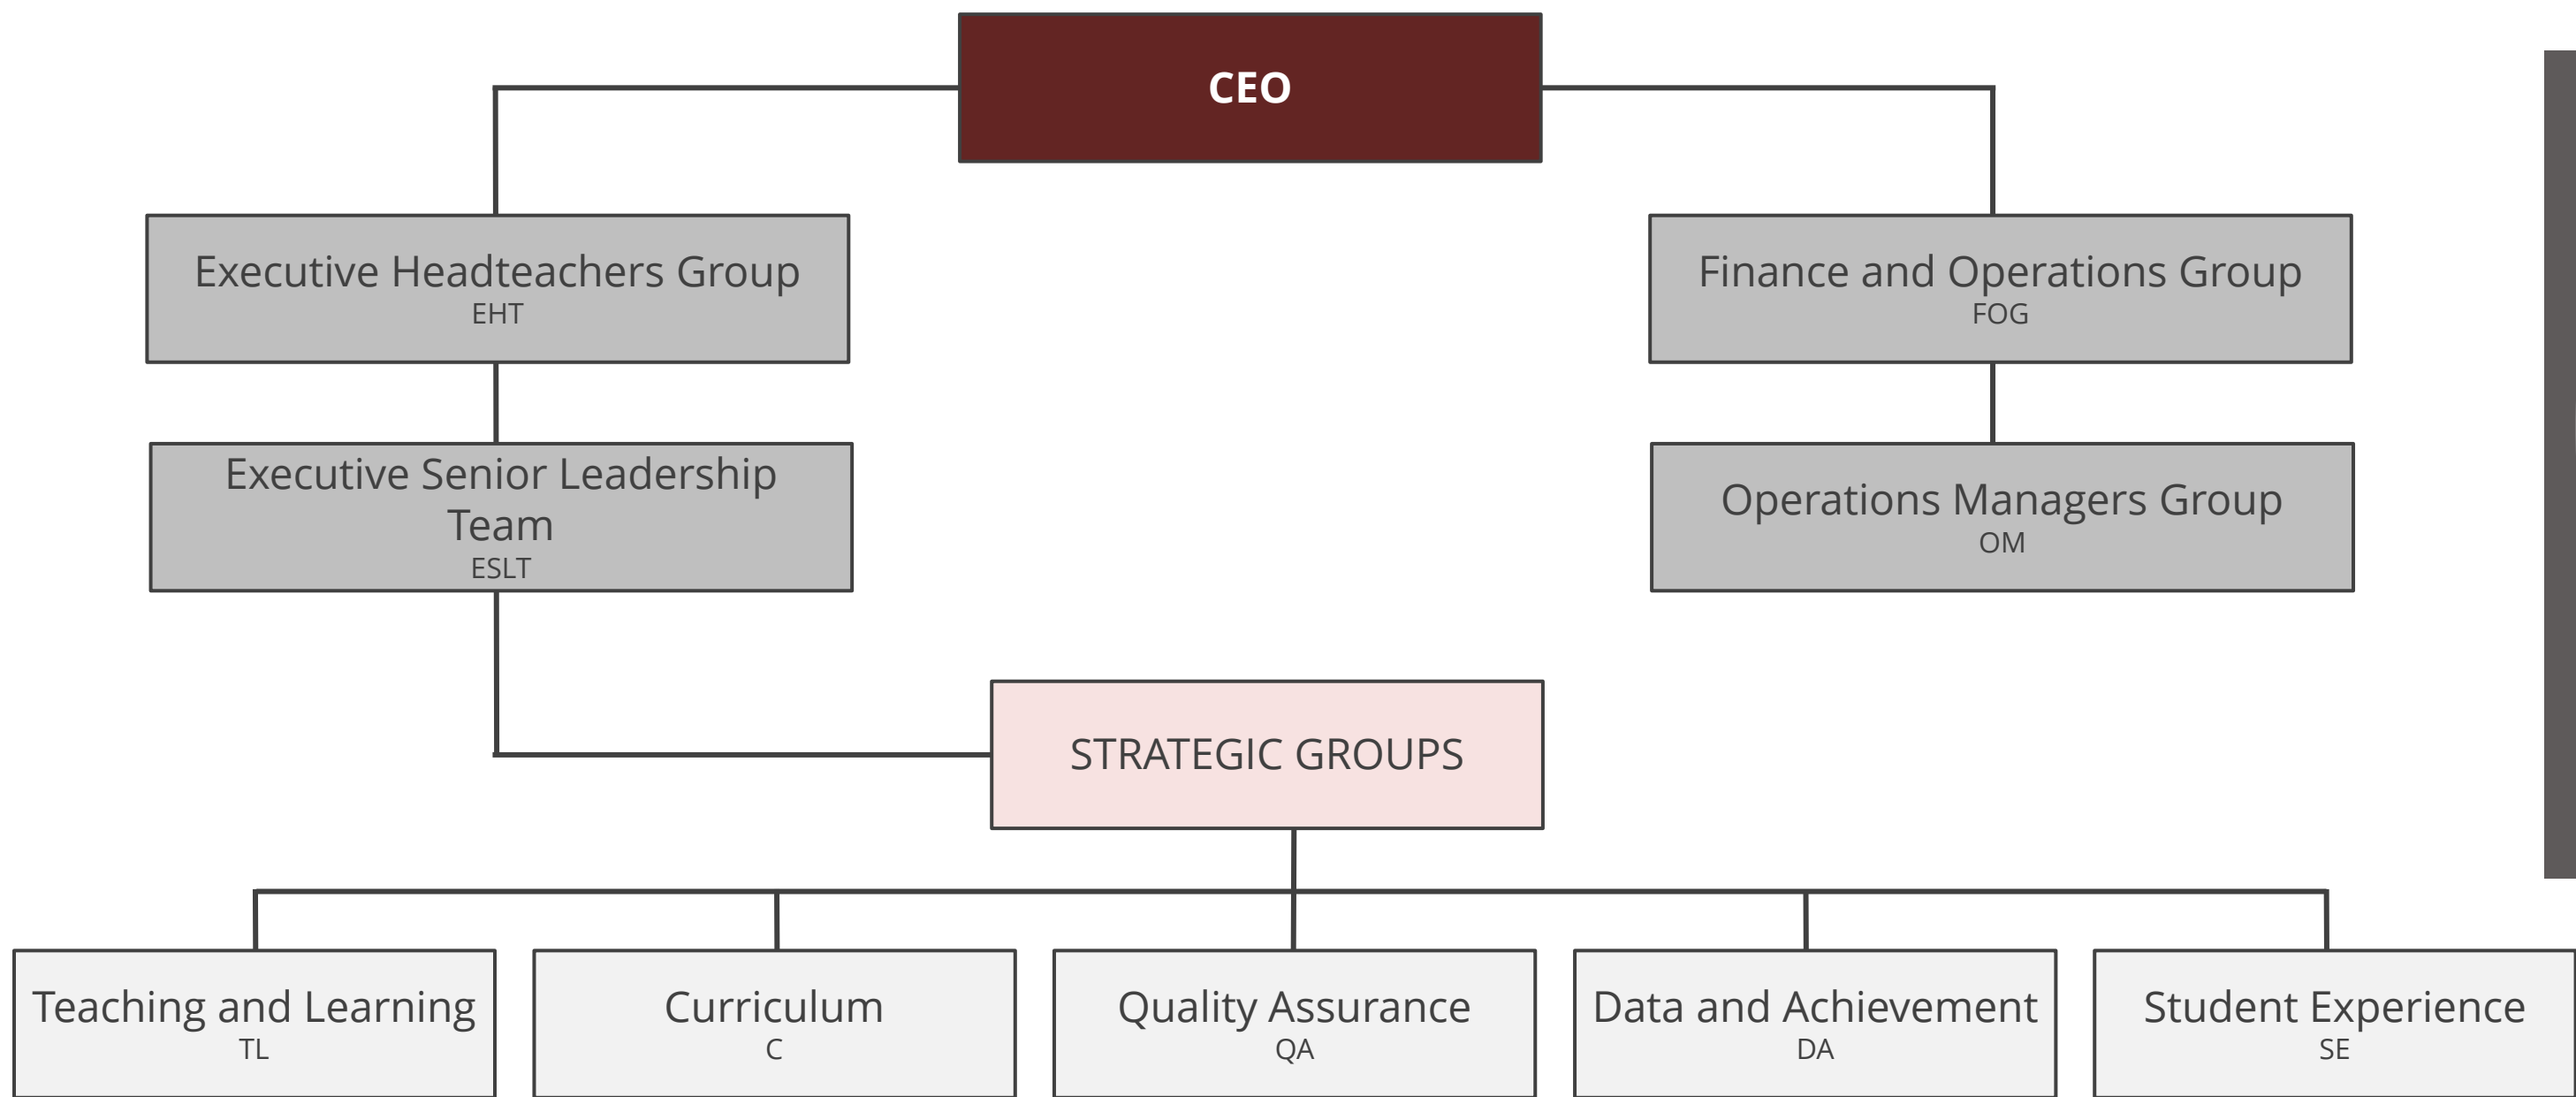 CEO
Executive Headteachers Group
EHT
Finance and Operations Group
FOG
Executive Senior Leadership
Team
ESLT
Operations Managers Group
OM
STRATEGIC GROUPS
Teaching and Learning
TL
Curriculum
C
Quality Assurance
QA
Data and Achievement
DA
Student Experience
SE